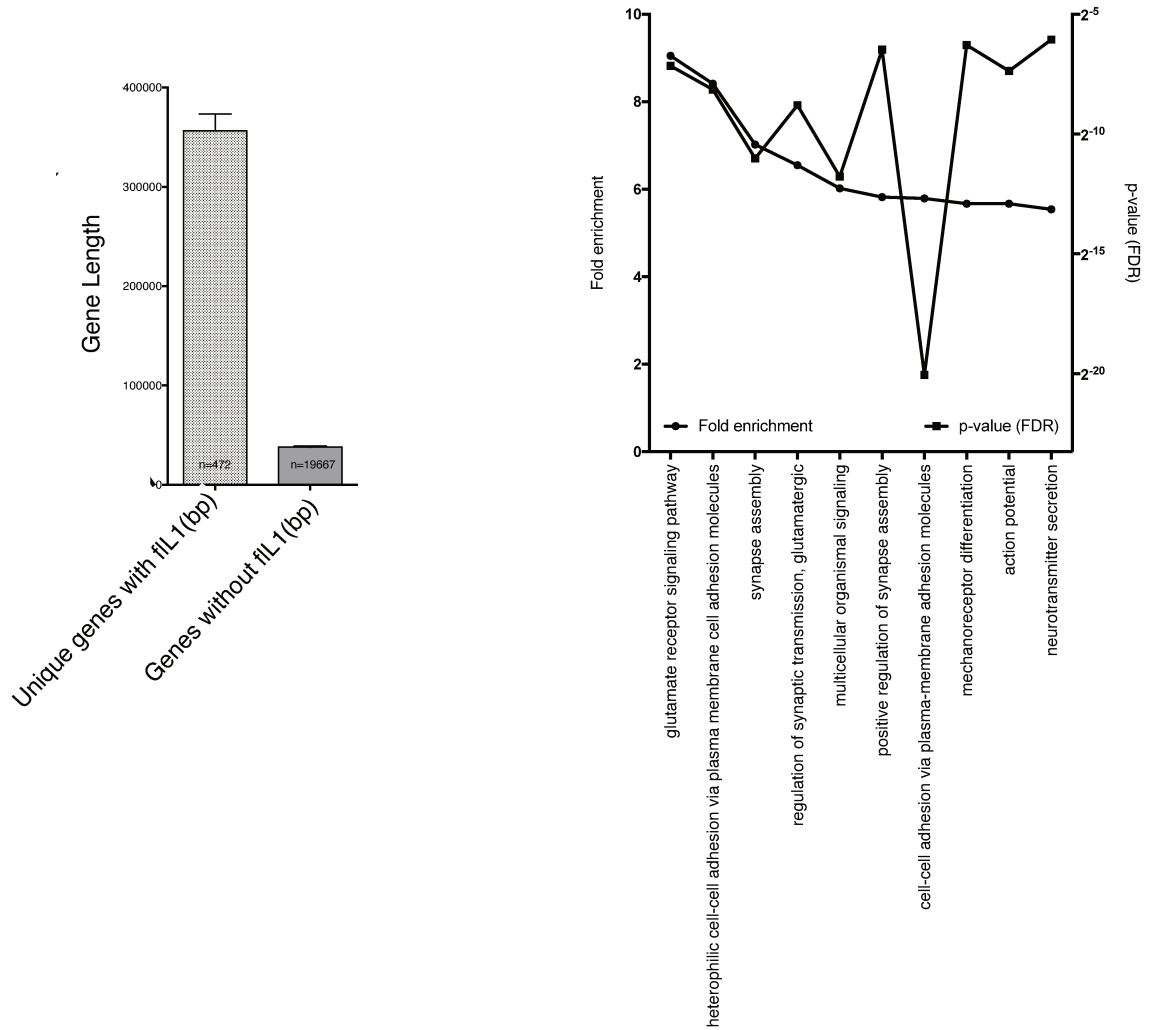 400000
300000
200000
100000
0
Gene Length
n=472
n=19667
Unique genes with flL1(bp)
Genes without flL1(bp)
10
8
6
4
2
0
Fold enrichment
2-5
2-10
2-15
2-20
p-value (FDR)
Fold enrichment
p-value (FDR)
glutamate receptor signaling pathway
heterophilic cell-cell adhesion via plasma membrane cell adhesion molecules
synapse assembly
regulation of synaptic transmission, glutamatergic
multicellular organismal signaling
positive regulation of synapse assembly
cell-cell adhesion via plasma-membrane adhesion molecules
mechanoreceptor differentiation
action potential
neurotransmitter secretion